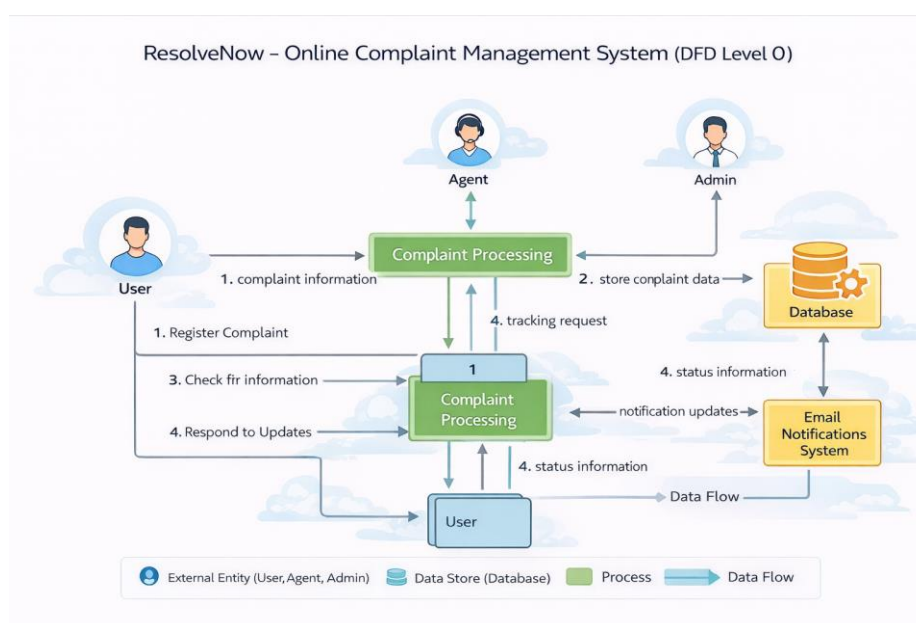 ResolveNow – Online Complaint Management System (DFD Level 0)
Agent
Admin
User
Complaint Processing
1. complaint information
2. store conplaint data
Database
1. Register Complaint
4. tracking request
1
3. Check fır information
Complaint
Processing
4. status information
notification updates
Email
Notifications
System
4. Respond to Updates
4. status information
User
Data Flow
External Entity (User, Agent, Admin)
Data Store (Database)
Process
Data Flow